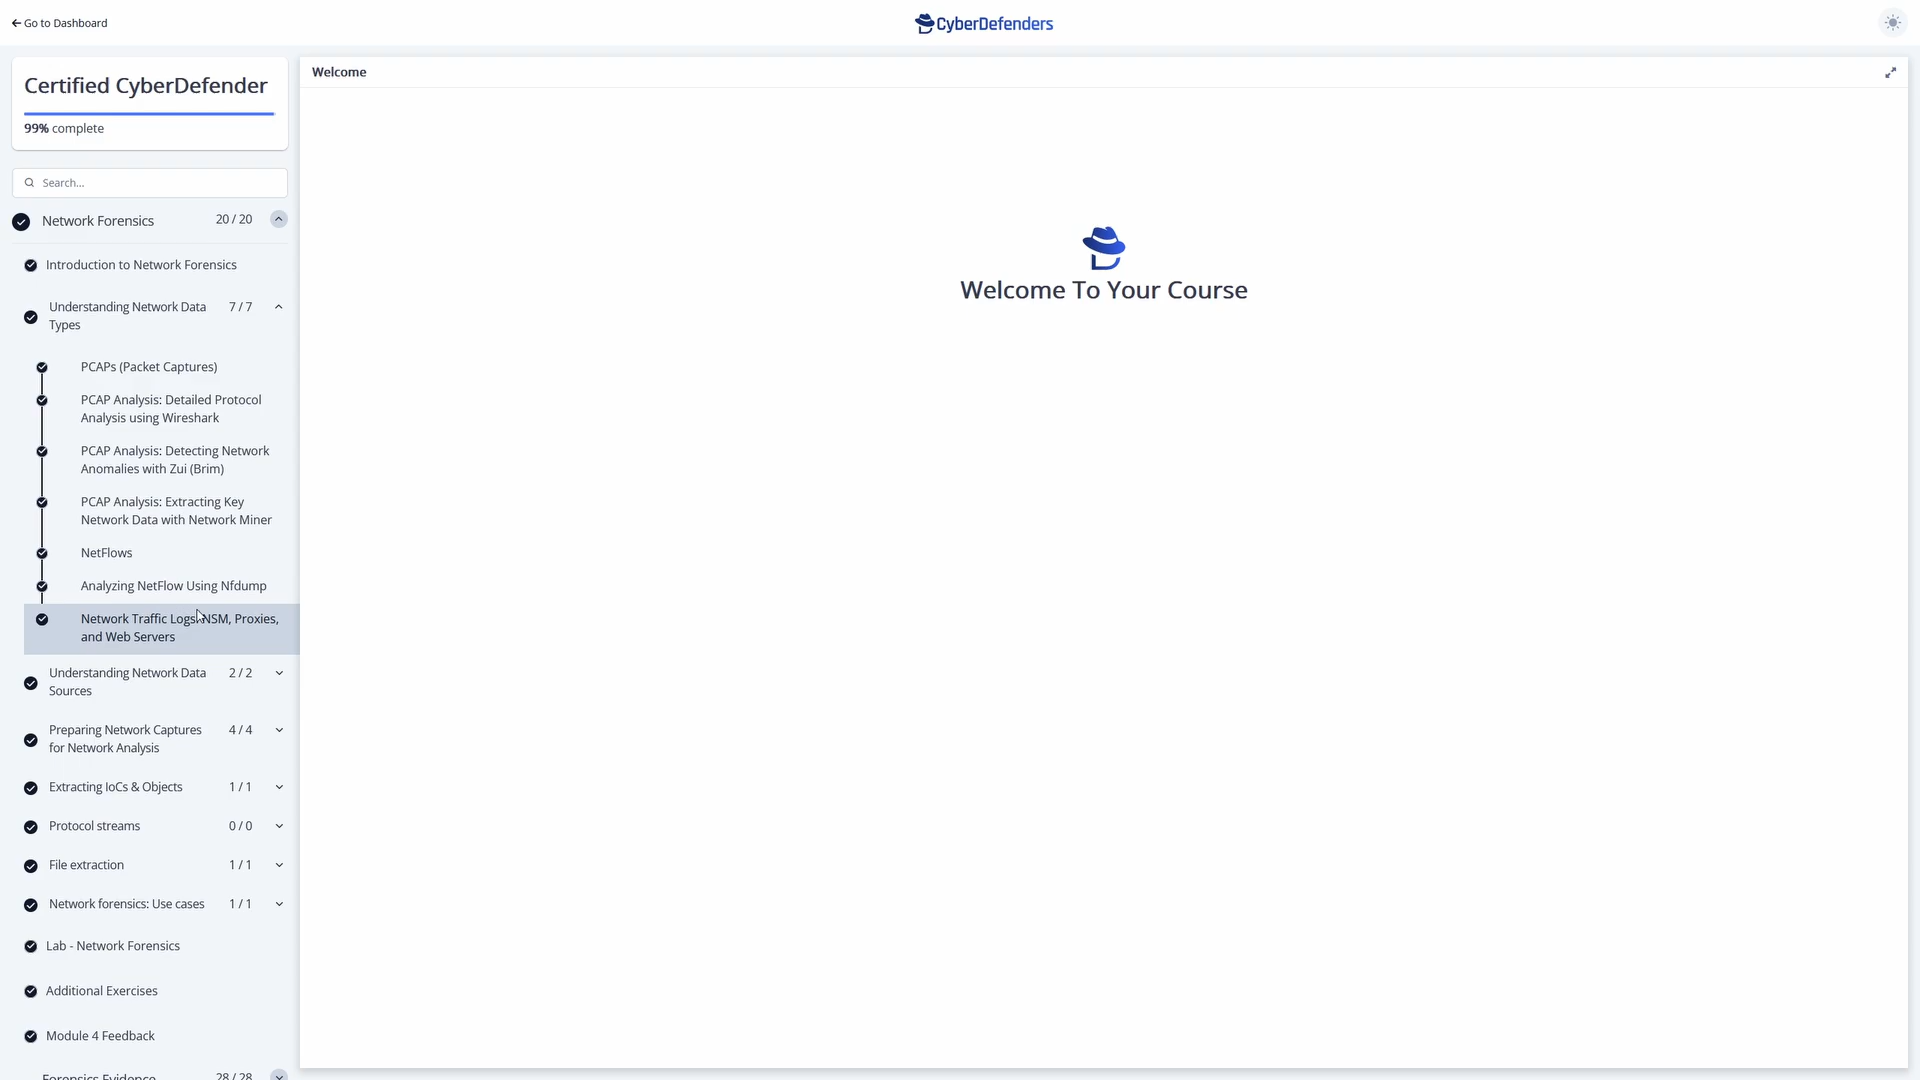 Go to Dashboard
CyberDefenders
Certified CyberDefender
99% complete
Search...
Network Forensics 20 / 20
Introduction to Network Forensics
Understanding Network Data 7 / 7
Types
PCAPs (Packet Captures)
PCAP Analysis: Detailed Protocol
Analysis using Wireshark
PCAP Analysis: Detecting Network
Anomalies with Zui (Brim)
PCAP Analysis: Extracting Key
Network Data with Network Miner
NetFlows
Analyzing NetFlow Using Nfdump
Network Traffic Logs NSM, Proxies,
and Web Servers
Understanding Network Data 2 / 2
Sources
Preparing Network Captures 4 / 4
for Network Analysis
Extracting IoCs & Objects 1 / 1
Protocol streams 0 / 0
File extraction 1 / 1
Network forensics: Use cases 1 / 1
Lab - Network Forensics
Additional Exercises
Module 4 Feedback
Forensics Evidence 28 / 28
Welcome
Welcome To Your Course